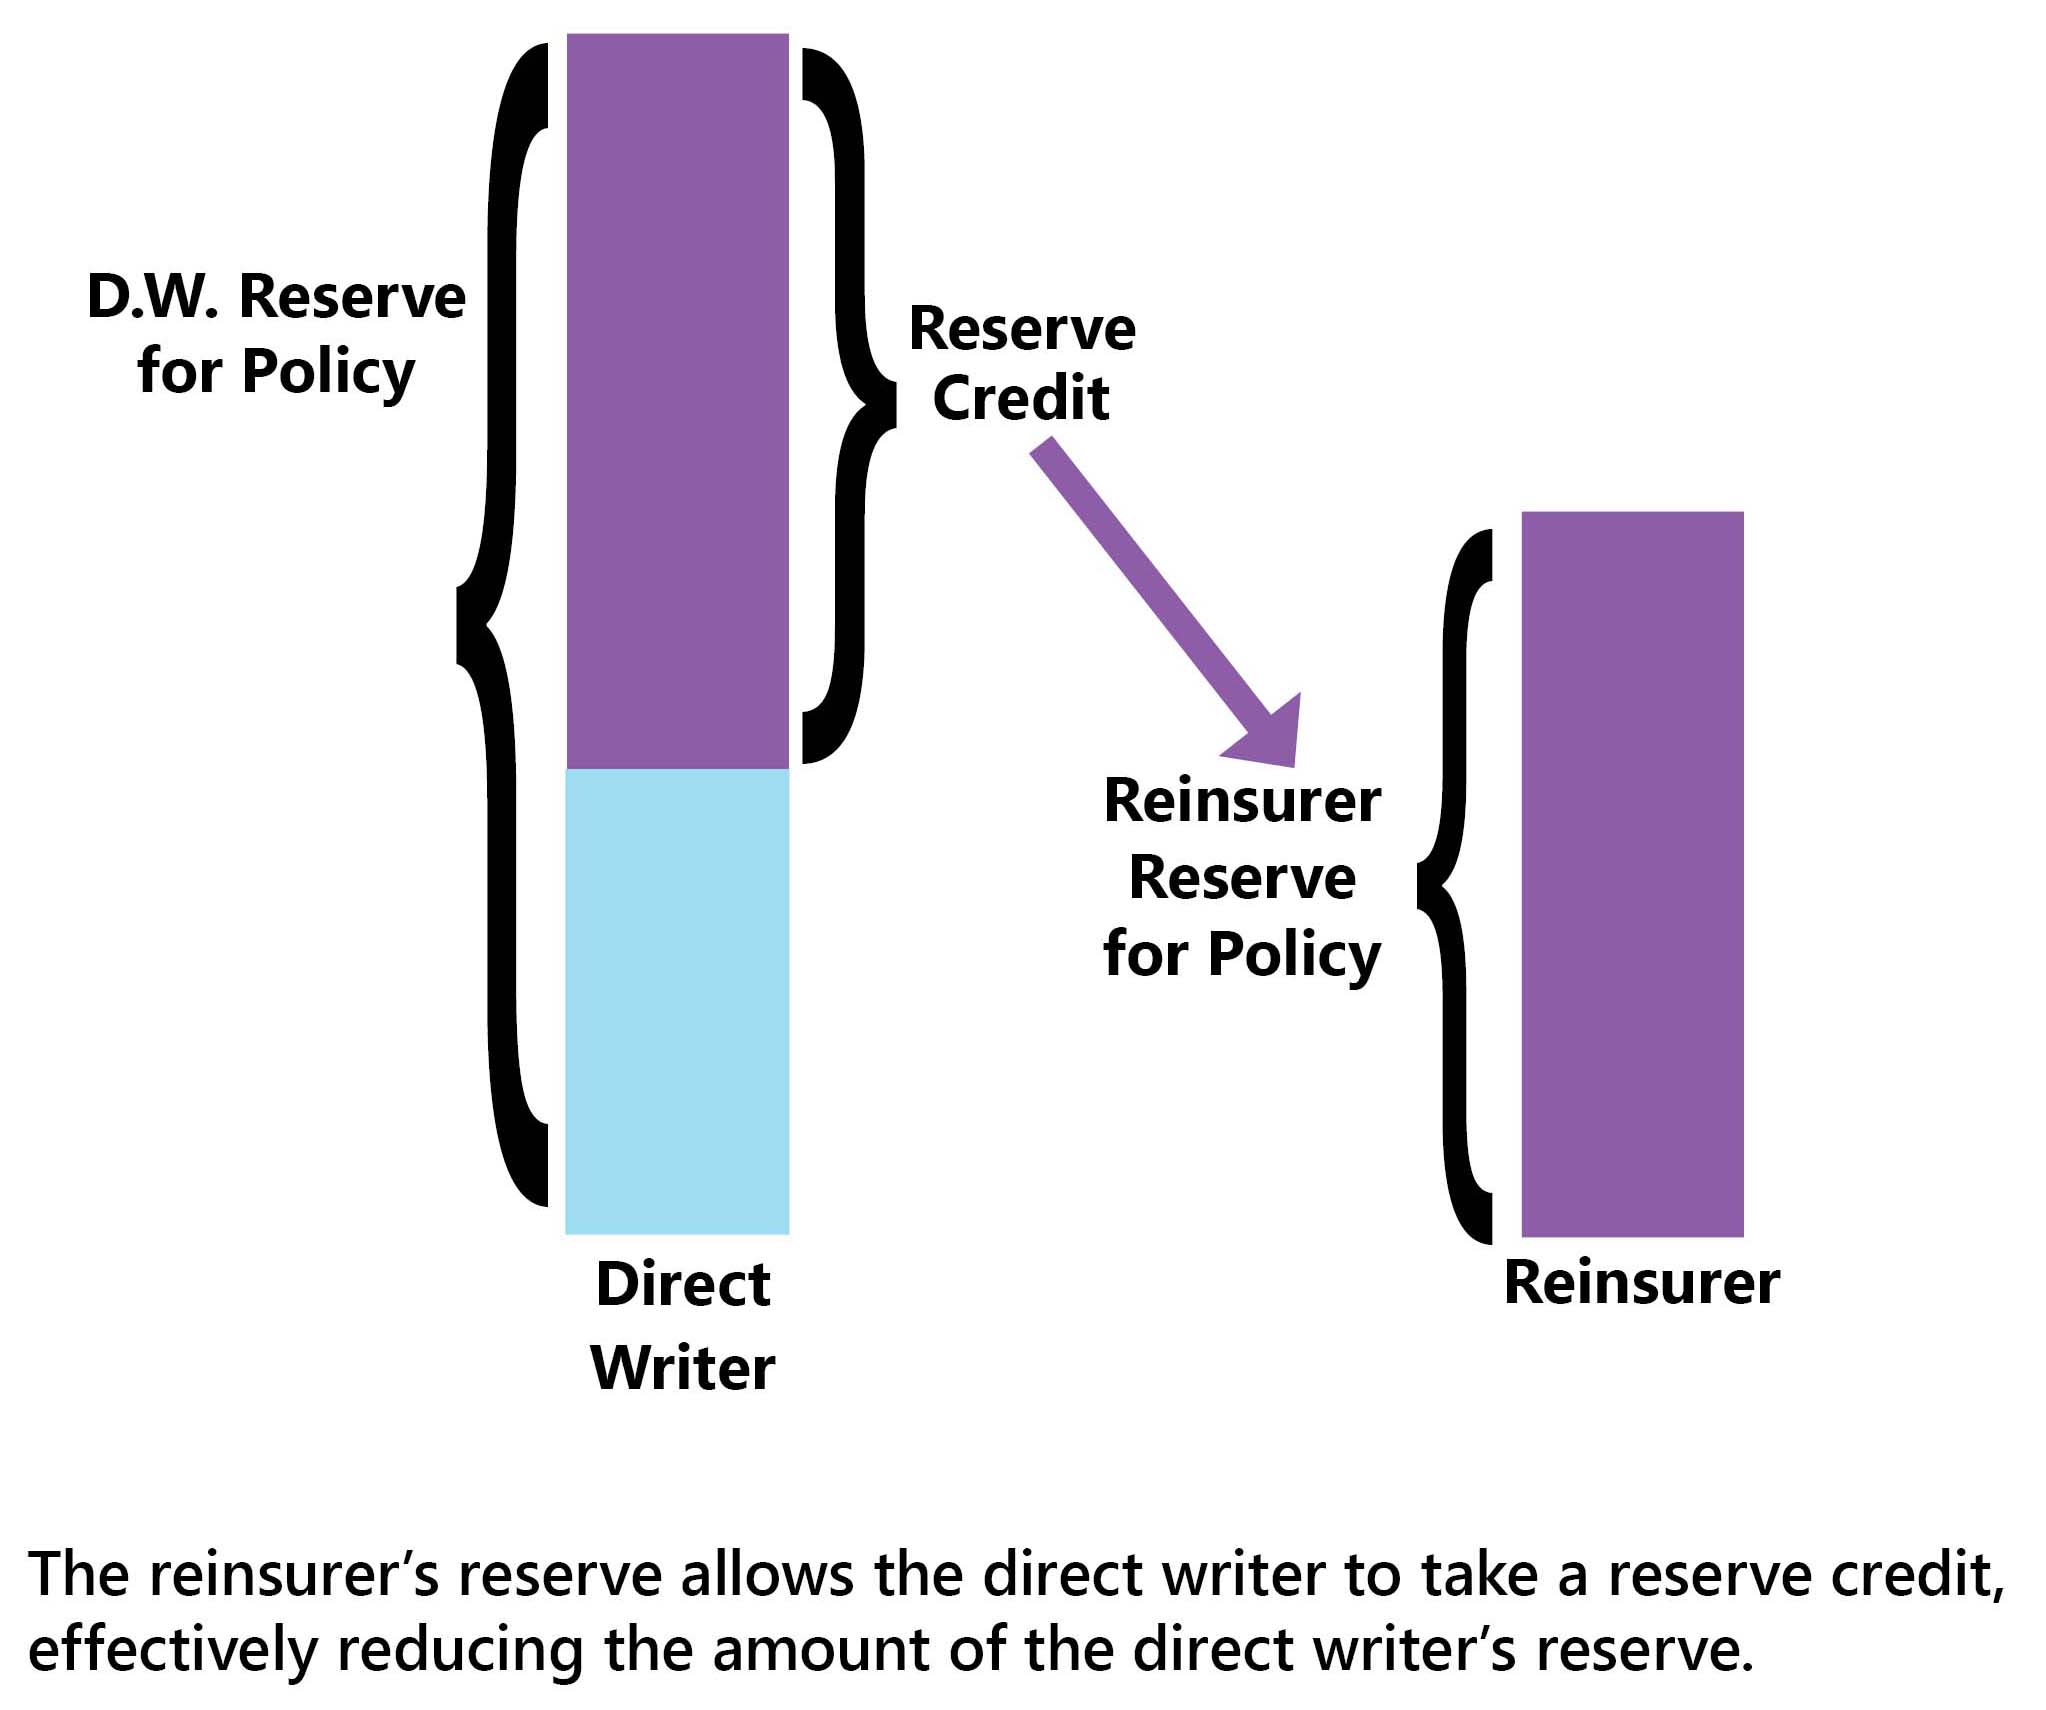 D.W. Reserve
for Policy
Reserve
Credit
Reinsurer
Reserve
for Policy
Direct
Writer
Reinsurer
The reinsurer’s reserve allows the direct writer to take a reserve credit,
effectively reducing the amount of the direct writer’s reserve.